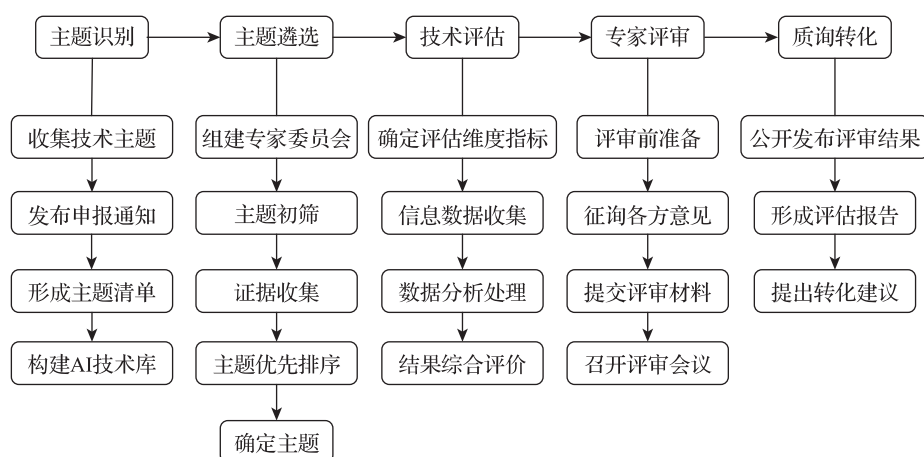 主题识别
主题遴选
技术评估
专家评审
质询转化
收集技术主题
组建专家委员会
确定评估维度指标
评审前准备
公开发布评审结果
发布申报通知
主题初筛
信息数据收集
征询各方意见
形成评估报告
形成主题清单
证据收集
数据分析处理
提交评审材料
提出转化建议
构建AI技术库
主题优先排序
结果综合评价
召开评审会议
确定主题